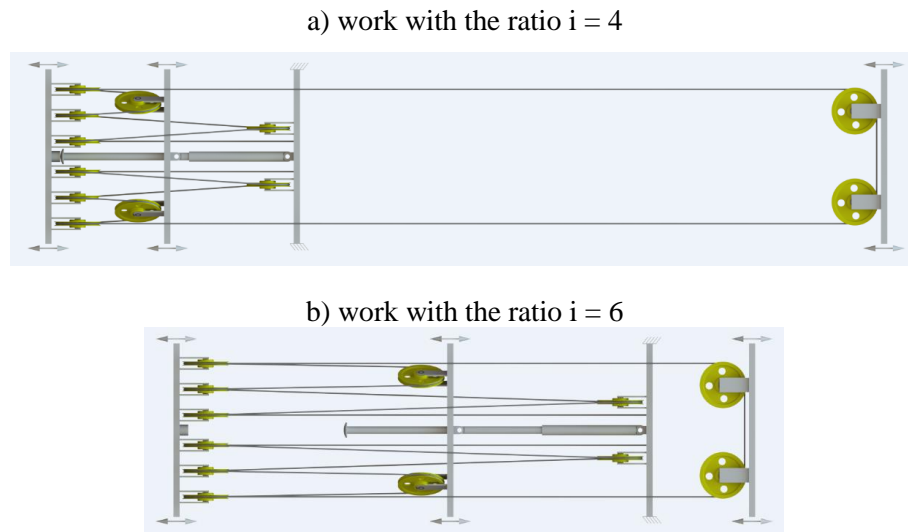 a) work with the ratio i = 4
b) work with the ratio i = 6